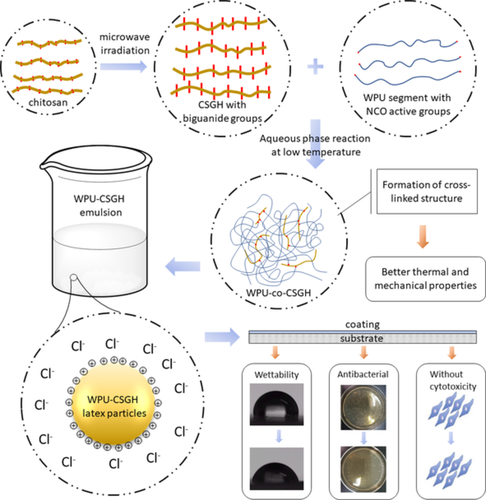 microwave
irradiation
chitosan
CSGH with
biguanide groups
+
WPU segment with
NCO active groups
Aqueous phase reaction
at low temperature
WPU-CSGH
emulsion
WPU-co-CSGH
Formation of cross-
linked structure
Better thermal and
mechanical properties
Cl⁻ Cl⁻ Cl⁻
Cl⁻ Cl⁻
Cl⁻ Cl⁻
WPU-CSGH
latex particles
Cl⁻ Cl⁻
Cl⁻ Cl⁻
Cl⁻ Cl⁻ Cl⁻
coating
substrate
Wettability
Antibacterial
Without
cytotoxicity